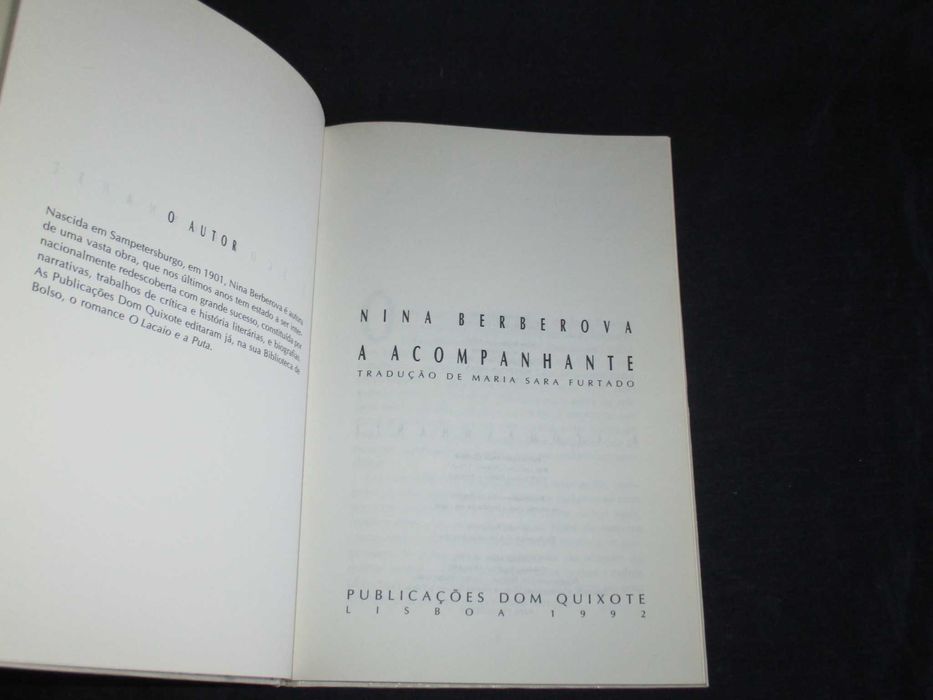 O AUTOR
Nascida em Sampetersburgo, em 1901, Nina Berberova é autora
de uma vasta obra, que nos últimos anos tem estado a ser inter-
nacionalmente redescoberta com grande sucesso, constituída por
narrativas, trabalhos de crítica e história literárias, e biografias.
As Publicações Dom Quixote editaram já, na sua Biblioteca de
Bolso, o romance O Lacaio e a Puta.
NINA BERBEROVA
A ACOMPANHANTE
TRADUÇÃO DE MARIA SARA FURTADO
PUBLICAÇÕES DOM QUIXOTE
LISBOA 1992